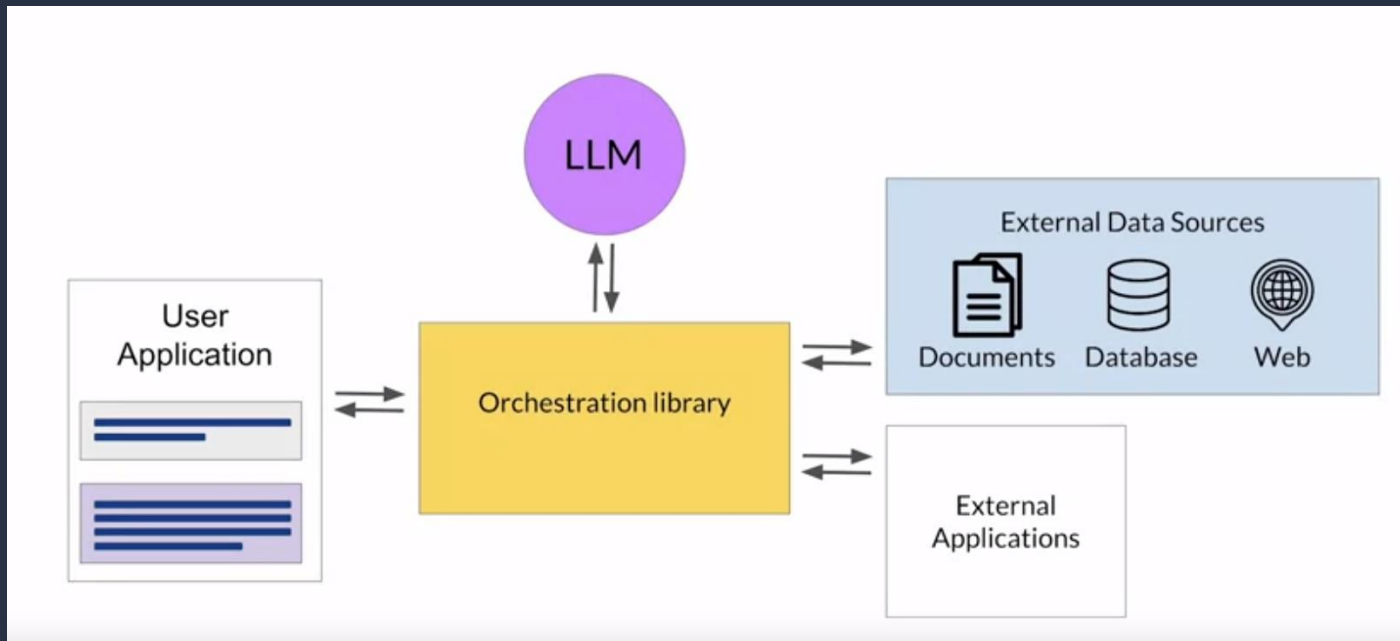 LLM
User
Application
Orchestration library
External Data Sources
Documents
Database
Web
External
Applications